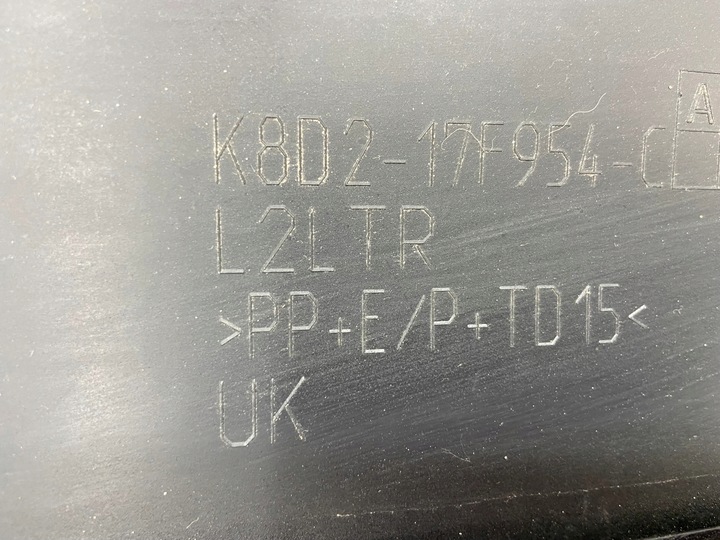 K8D2-17F954-C A
L2LTR
>PP+E/P+TD15<
UK